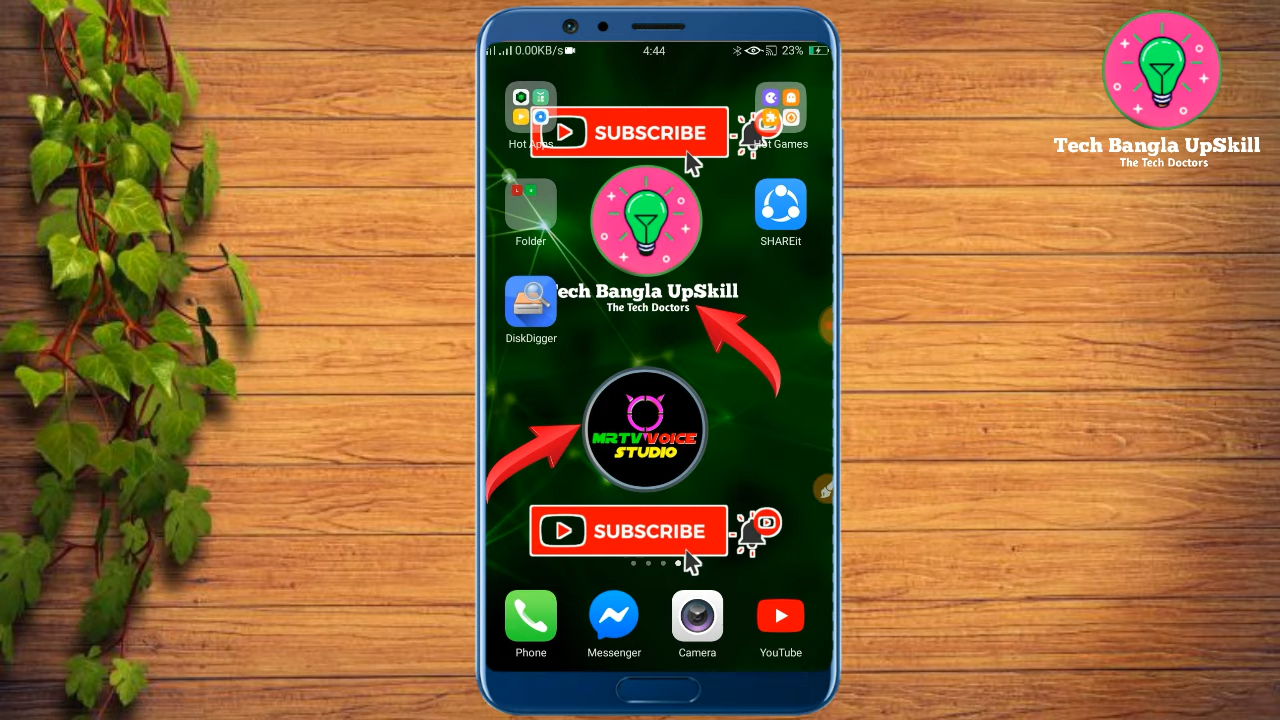 0.00KB/s 4:44 23%
Tech Bangla UpSkill
The Tech Doctors
SUBSCRIBE
Hot Apps
Hot Games
Folder
SHAREit
Tech Bangla UpSkill
The Tech Doctors
DiskDigger
MRTV VOICE
STUDIO
SUBSCRIBE
Phone Messenger Camera YouTube